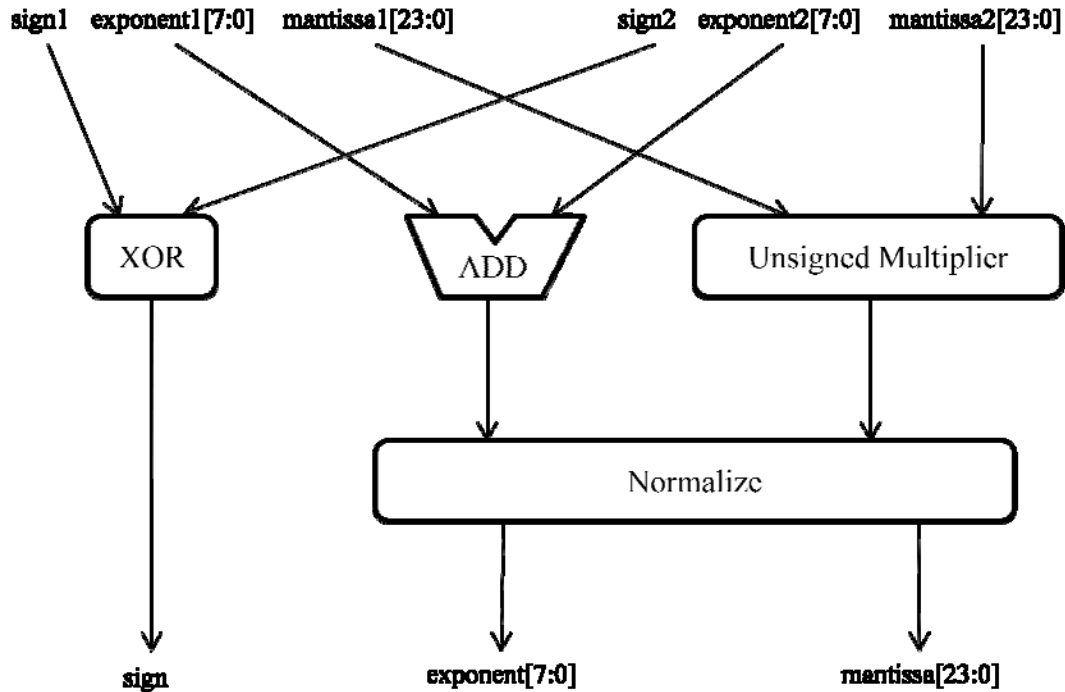 sign1 exponent1[7:0] mantissa1[23:0] sign2 exponent2[7:0] mantissa2[23:0]
XOR ADD Unsigned Multiplier
Normalize
sign exponent[7:0] mantissa[23:0]